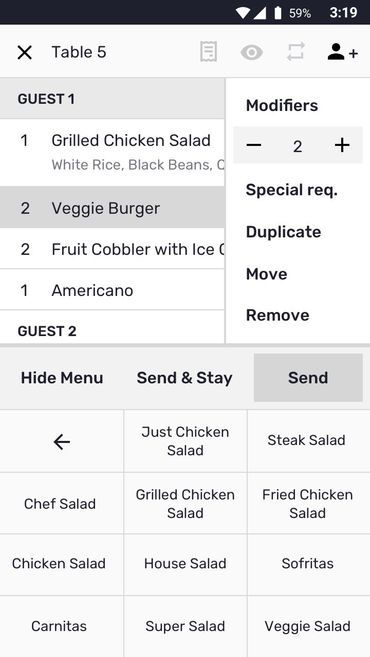 59% 3:19
Table 5
GUEST 1
1 Grilled Chicken Salad
White Rice, Black Beans,
2 Veggie Burger
2 Fruit Cobbler with Ice
1 Americano
GUEST 2
Modifiers
− 2 +
Special req.
Duplicate
Move
Remove
Hide Menu Send & Stay Send
Just Chicken
Salad
Steak Salad
Chef Salad
Grilled Chicken
Salad
Fried Chicken
Salad
Chicken Salad
House Salad
Sofritas
Carnitas
Super Salad
Veggie Salad